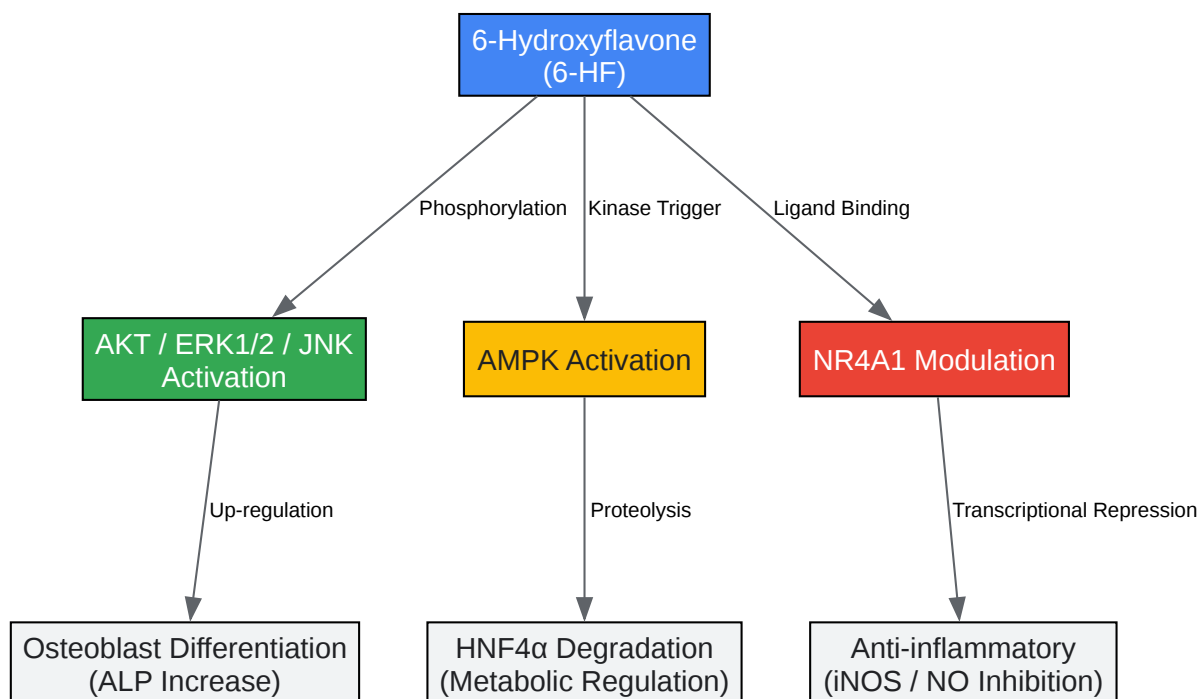 6-Hydroxyflavone
(6-HF)
Phosphorylation
Kinase Trigger
Ligand Binding
AKT / ERK1/2 / JNK
Activation
AMPK Activation
NR4A1 Modulation
Up-regulation
Proteolysis
Transcriptional Repression
Osteoblast Differentiation
(ALP Increase)
HNF4α Degradation
(Metabolic Regulation)
Anti-inflammatory
(iNOS / NO Inhibition)